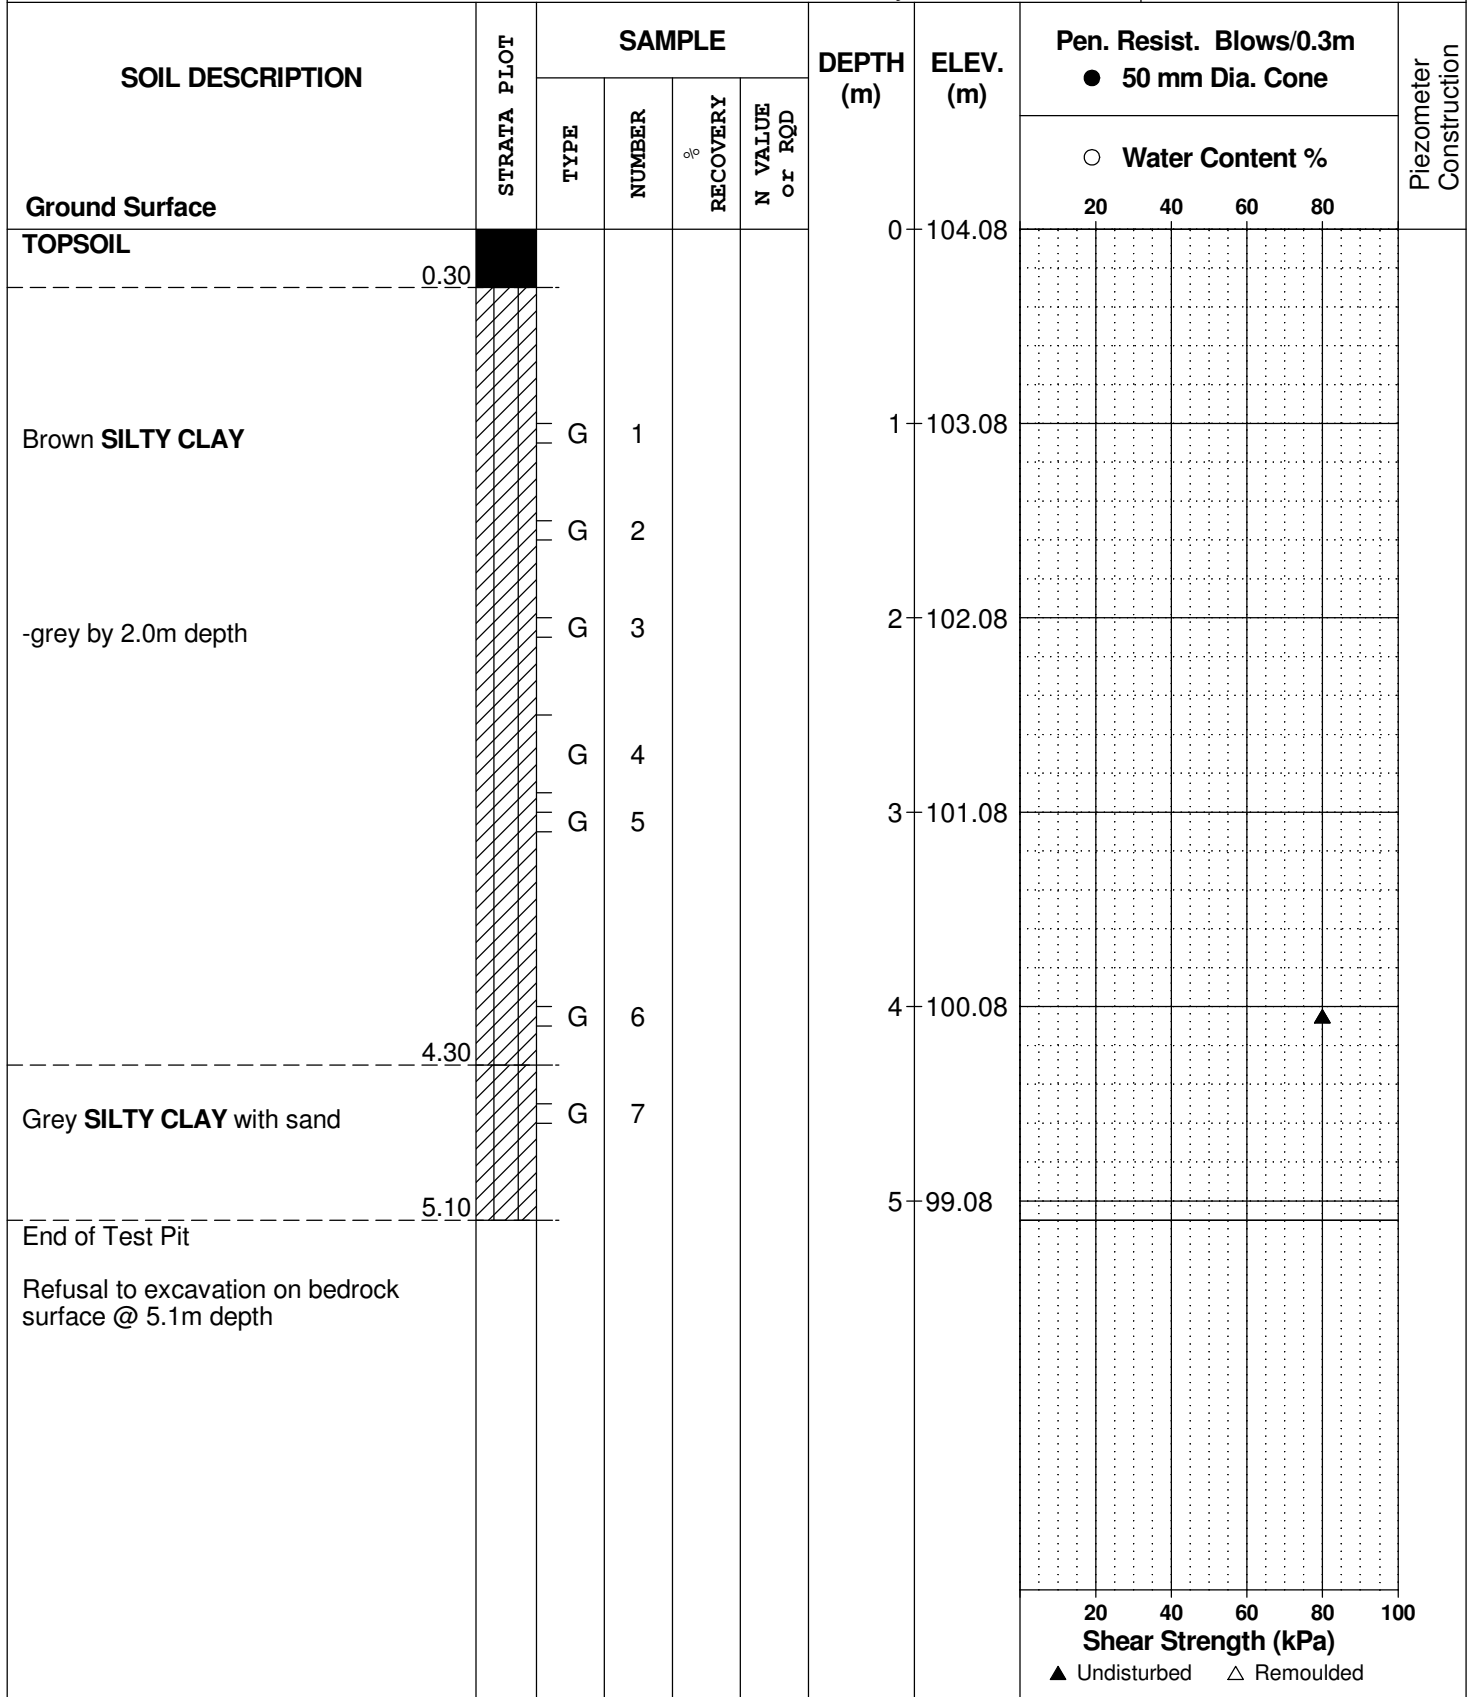 SOIL DESCRIPTION
Ground Surface
STRATA PLOT
SAMPLE
TYPE
NUMBER
%
RECOVERY
N VALUE
or RQD
DEPTH
(m)
ELEV.
(m)
Pen. Resist. Blows/0.3m
● 50 mm Dia. Cone
○ Water Content %
20 40 60 80
Piezometer
Construction
TOPSOIL
0.30
0 104.08
Brown SILTY CLAY
G 1
1 103.08
G 2
-grey by 2.0m depth
G 3
2 102.08
G 4
G 5
3 101.08
G 6
4 100.08
4.30
Grey SILTY CLAY with sand
G 7
5.10
5 99.08
End of Test Pit
Refusal to excavation on bedrock
surface @ 5.1m depth
20 40 60 80 100
Shear Strength (kPa)
▲ Undisturbed △ Remoulded